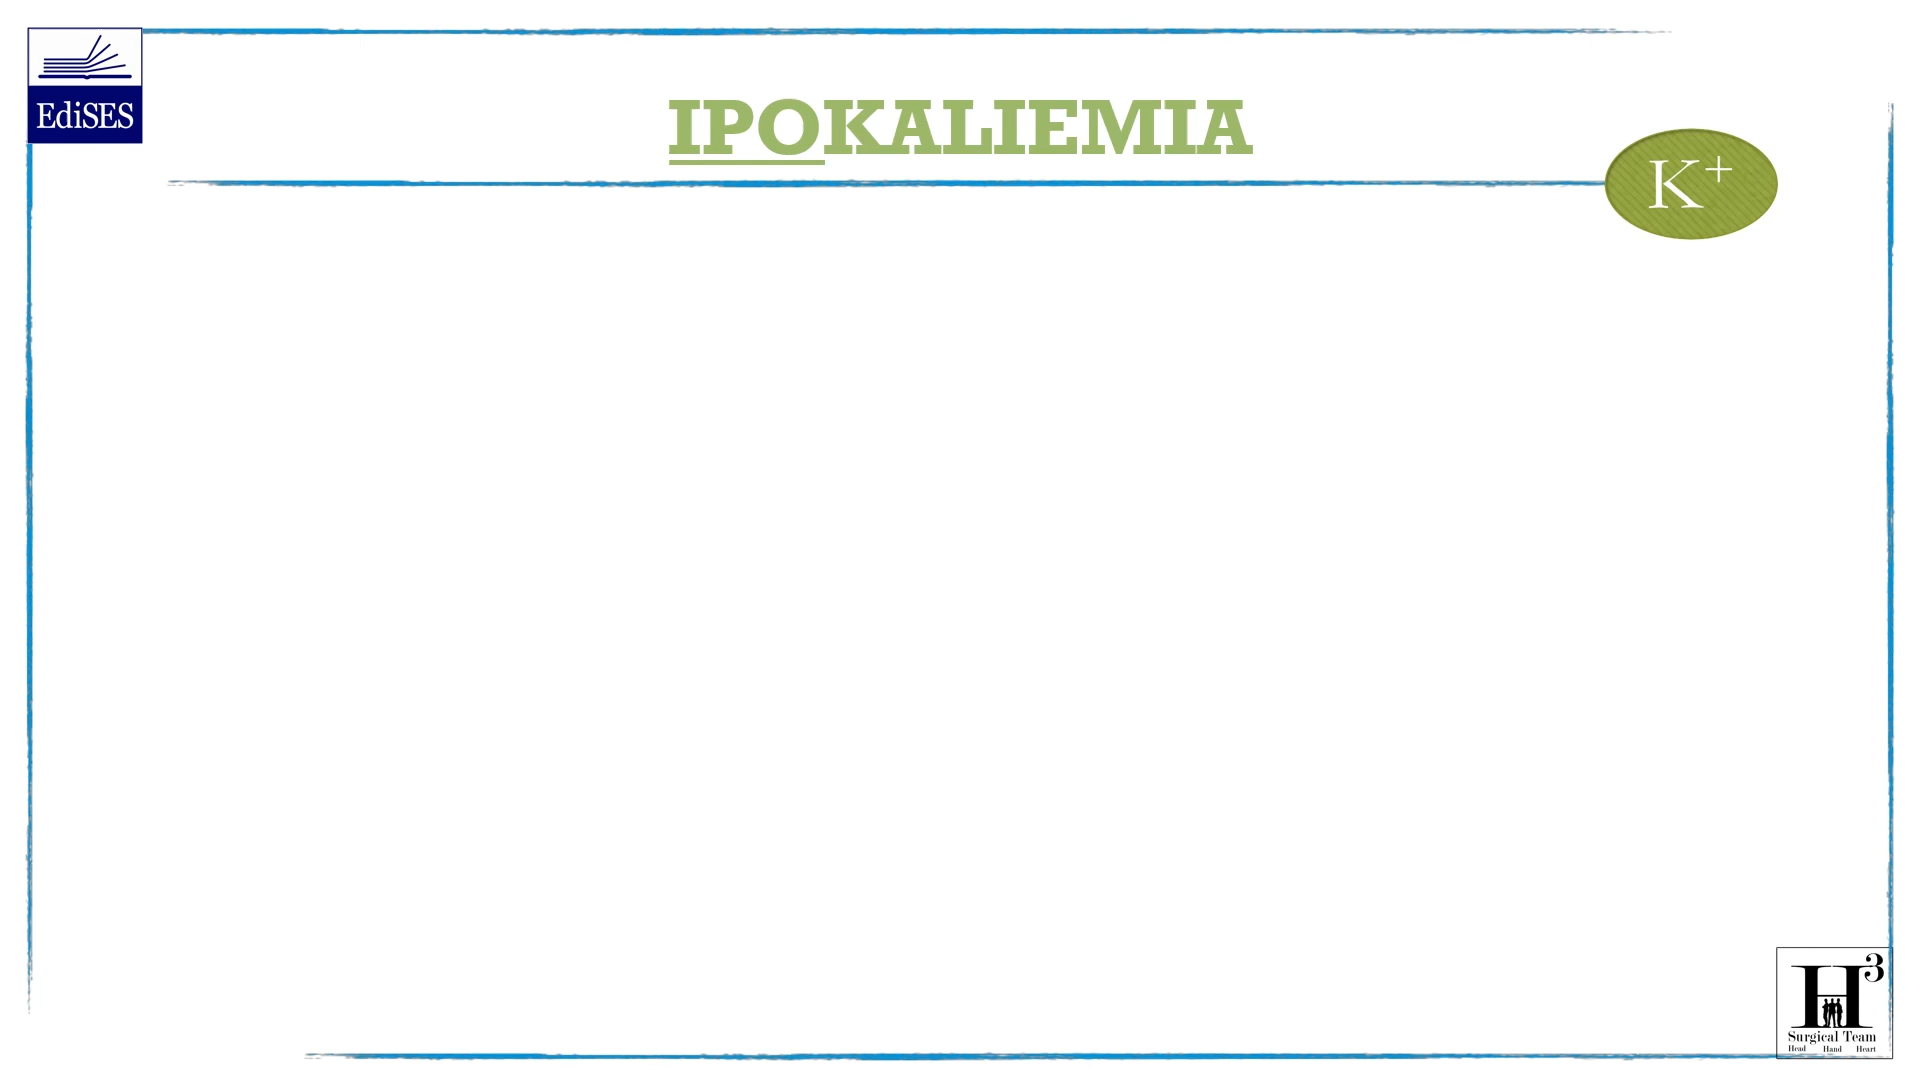 EdiSES
IPOKALIEMIA
K⁺
H³
Surgical Team
Head Hand Heart